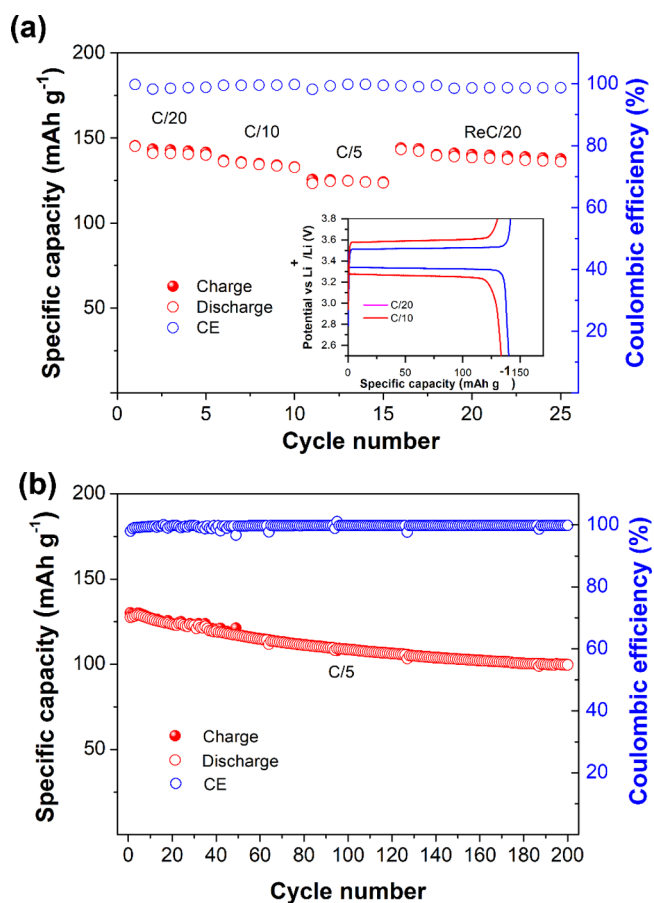 (a)
200
150
100
50
Specific capacity (mAh g-1)
100
80
60
40
20
Coulombic efficiency (%)
C/20
C/10
C/5
ReC/20
Charge
Discharge
CE
3.8
3.6
3.4
3.2
3.0
2.8
2.6
Potential vs Li+/Li (V)
C/20
C/10
0 50 100 150
Specific capacity (mAh g-1)
0 5 10 15 20 25
Cycle number
(b)
200
150
100
50
Specific capacity (mAh g-1)
100
80
60
40
20
Coulombic efficiency (%)
C/5
Charge
Discharge
CE
0 20 40 60 80 100 120 140 160 180 200
Cycle number